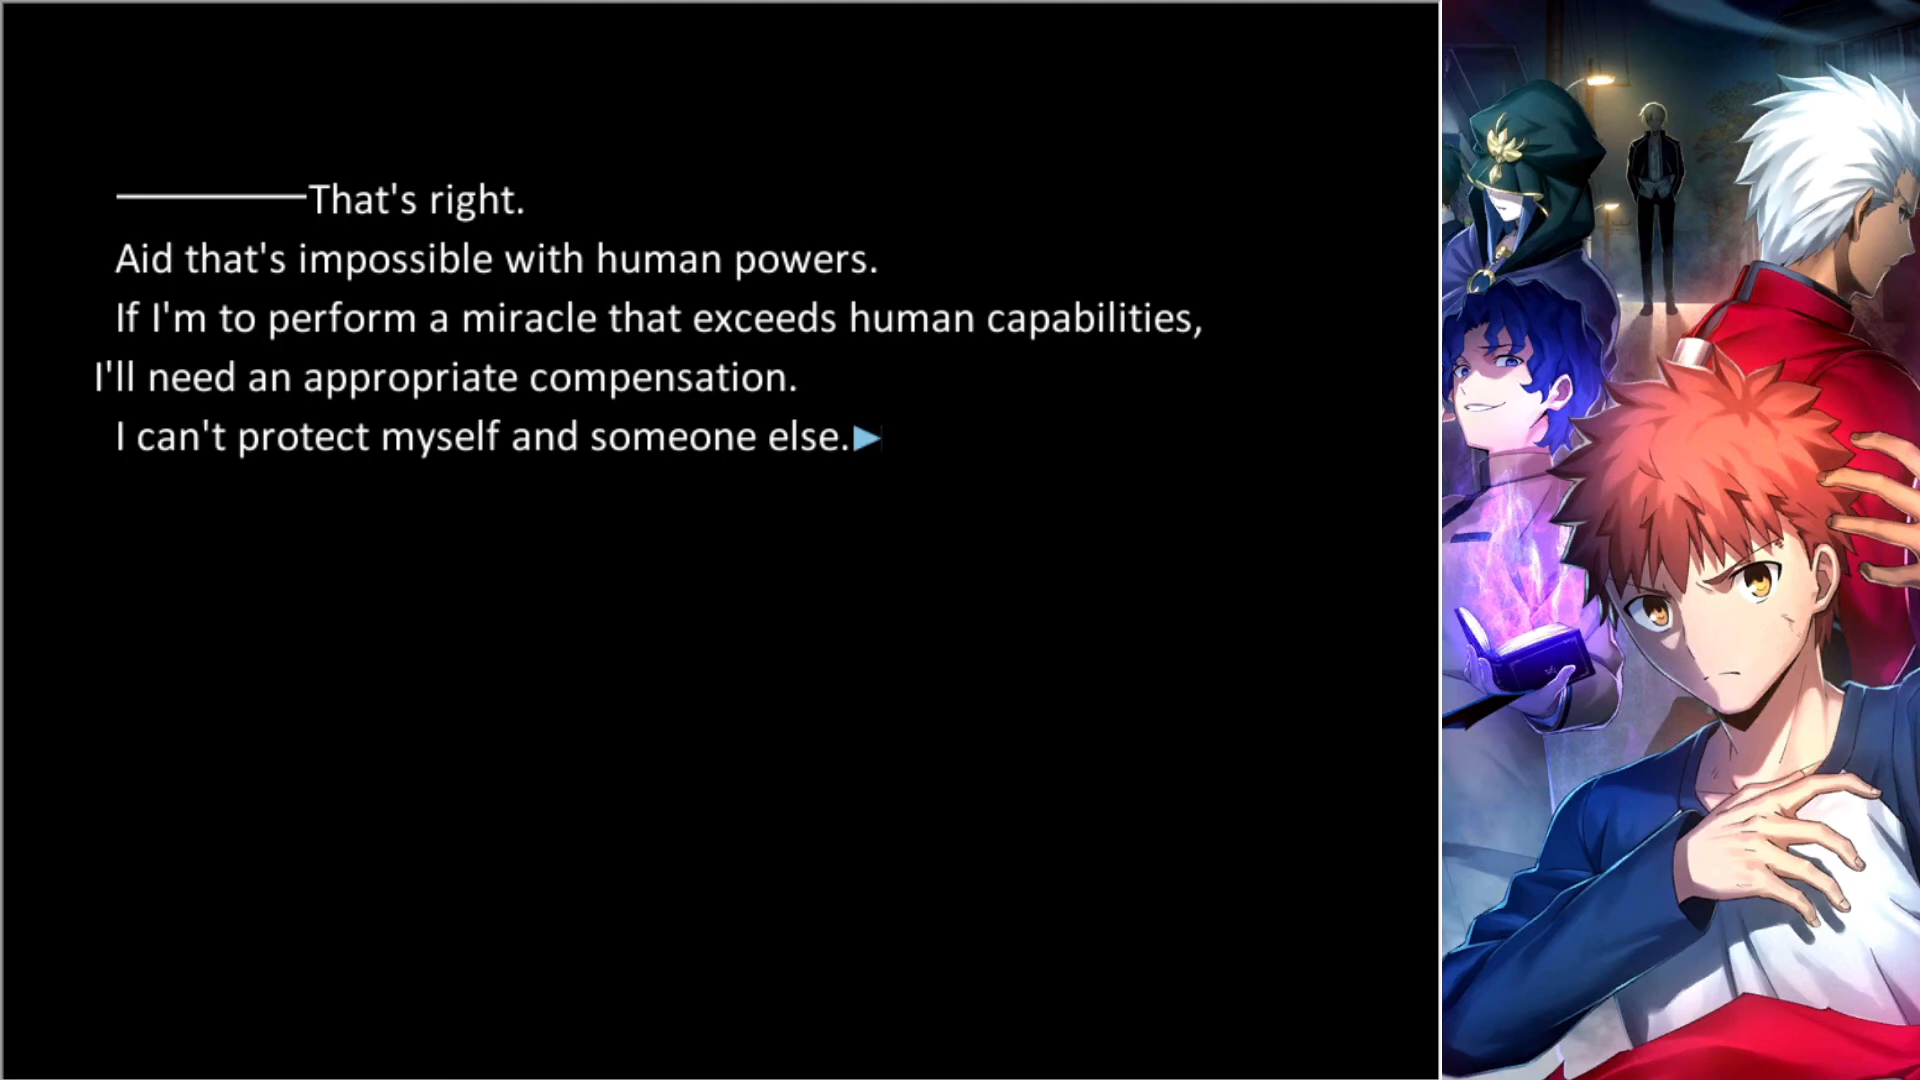 ————That's right.
Aid that's impossible with human powers.
If I'm to perform a miracle that exceeds human capabilities,
I'll need an appropriate compensation.
I can't protect myself and someone else.